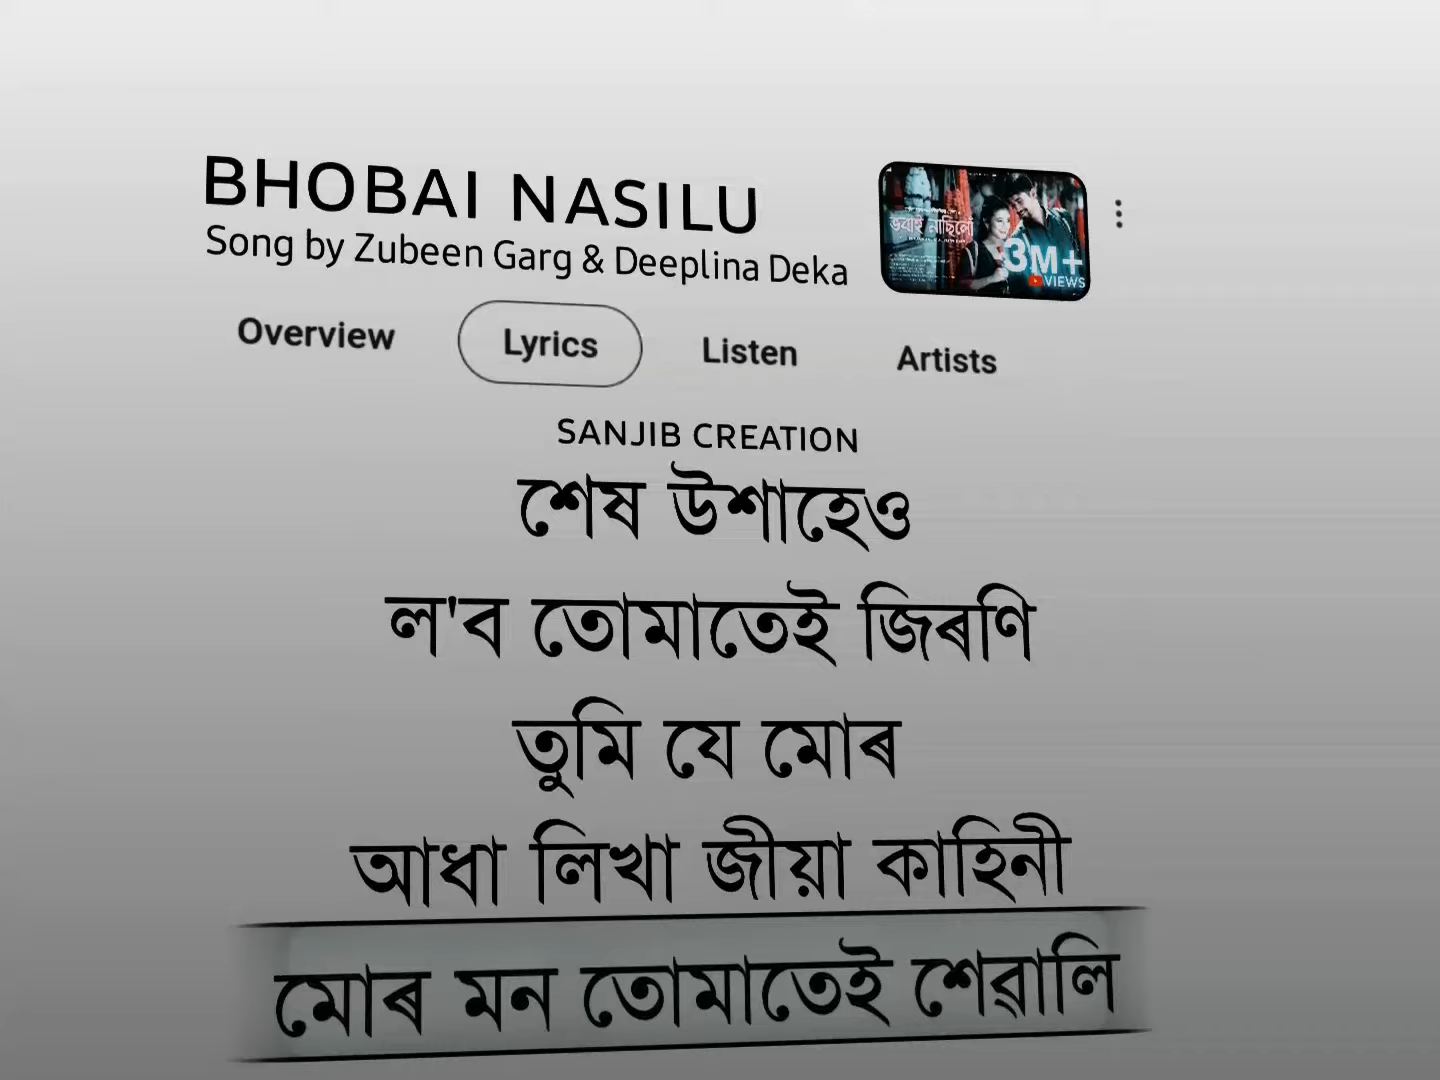 BHOBAI NASILU
Song by Zubeen Garg & Deeplina Deka
ভবাই নাছিলোঁ
3M+
VIEWS
Overview Lyrics Listen Artists
SANJIB CREATION
শেষ উশাহেও
ল'ব তোমাতেই জিৰণি
তুমি যে মোৰ
আধা লিখা জীয়া কাহিনী
মোৰ মন তোমাতেই শেৱালি